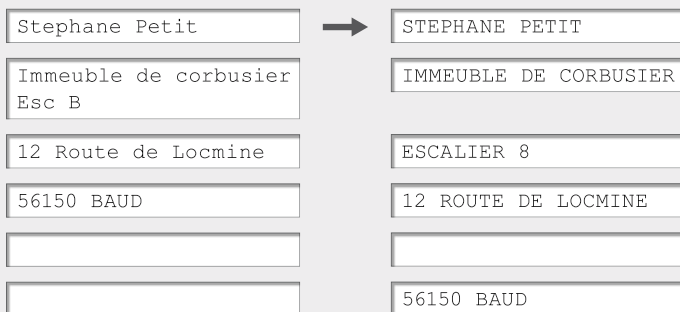 Stephane Petit
Immeuble de corbusier
Esc B
12 Route de Locmine
56150 BAUD
STEPHANE PETIT
IMMEUBLE DE CORBUSIER
ESCALIER 8
12 ROUTE DE LOCMINE
56150 BAUD